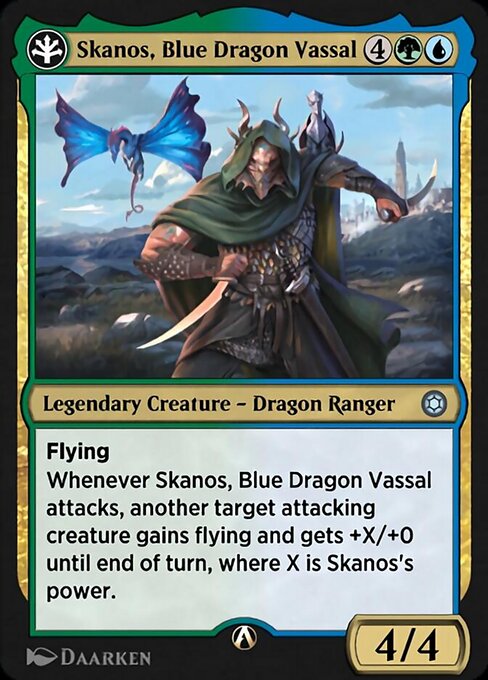 Skanos, Blue Dragon Vassal 4
Legendary Creature – Dragon Ranger
Flying
Whenever Skanos, Blue Dragon Vassal
attacks, another target attacking
creature gains flying and gets +X/+0
until end of turn, where X is Skanos's
power.
4/4
DAARKEN